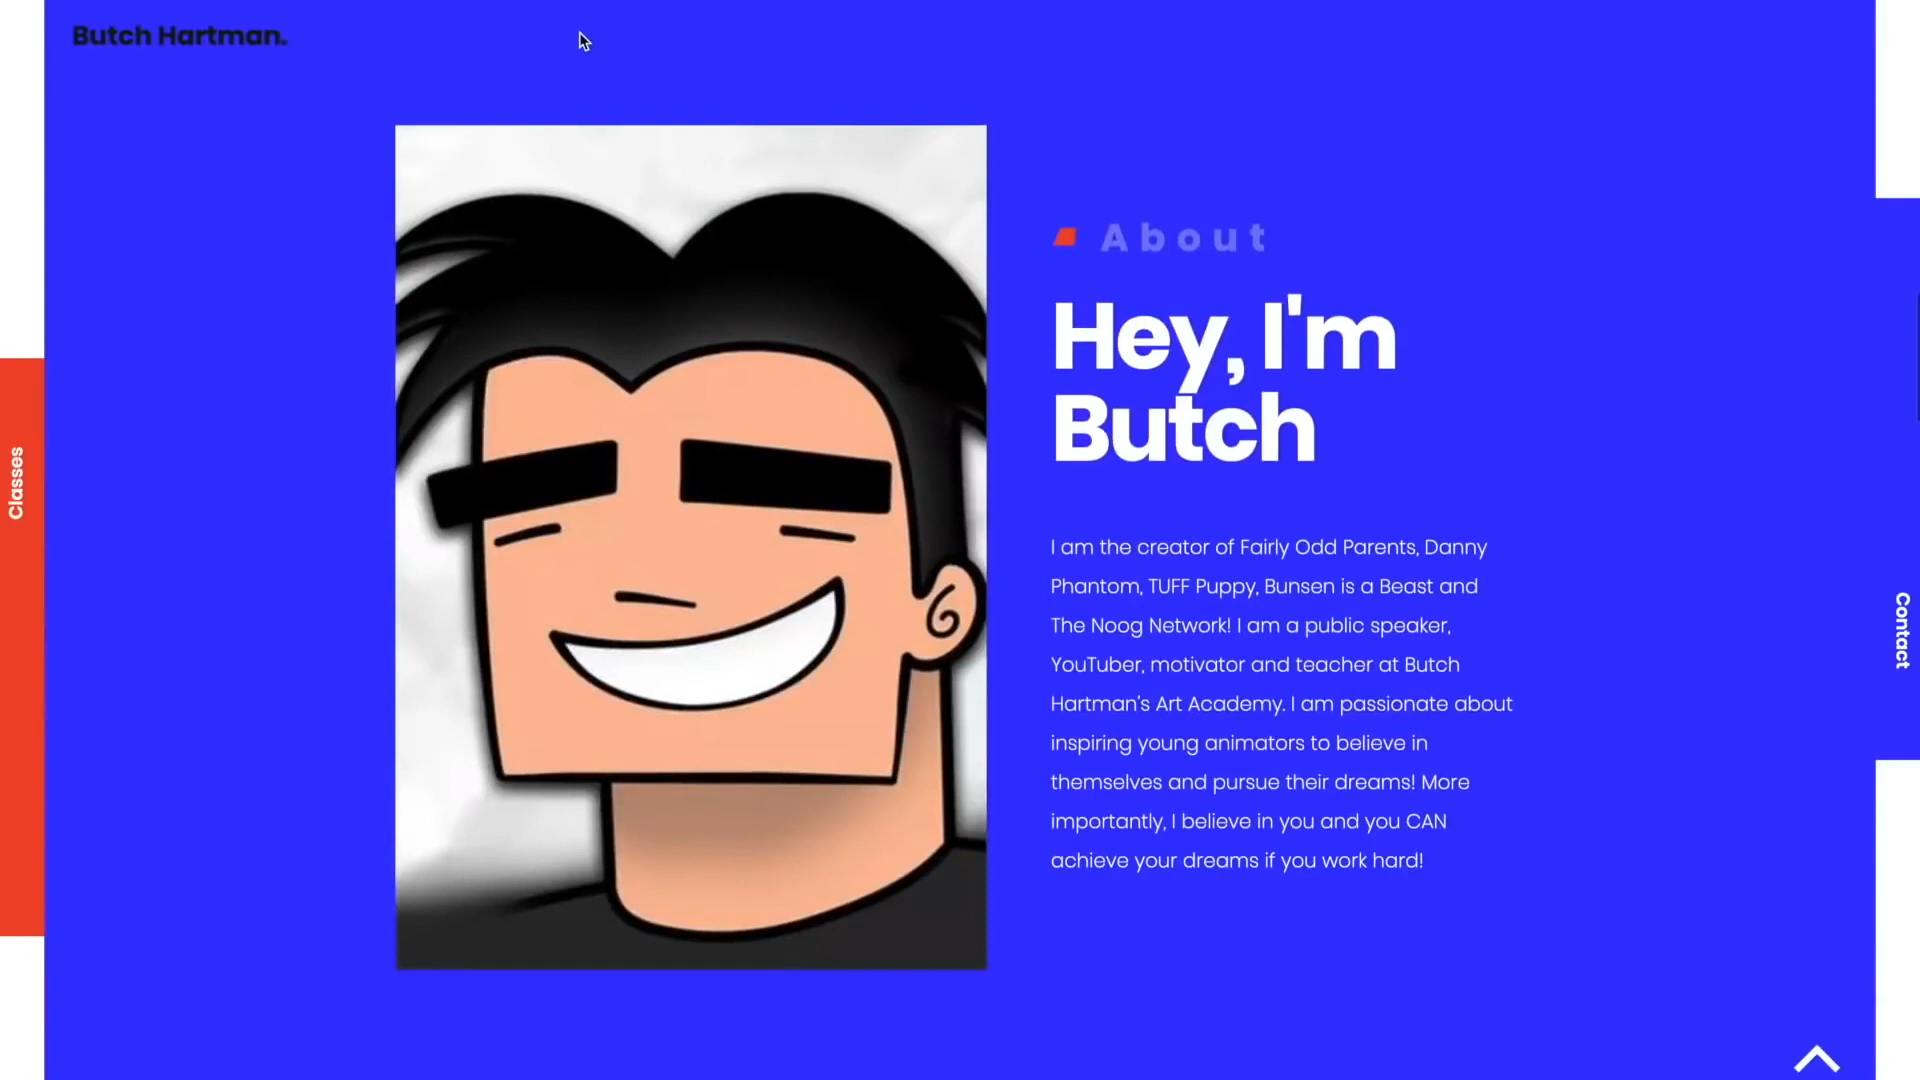 Butch Hartman.
About
Hey, I'm
Butch
I am the creator of Fairly Odd Parents, Danny
Phantom, TUFF Puppy, Bunsen is a Beast and
The Noog Network! I am a public speaker,
YouTuber, motivator and teacher at Butch
Hartman's Art Academy. I am passionate about
inspiring young animators to believe in
themselves and pursue their dreams! More
importantly, I believe in you and you CAN
achieve your dreams if you work hard!
Classes
Contact